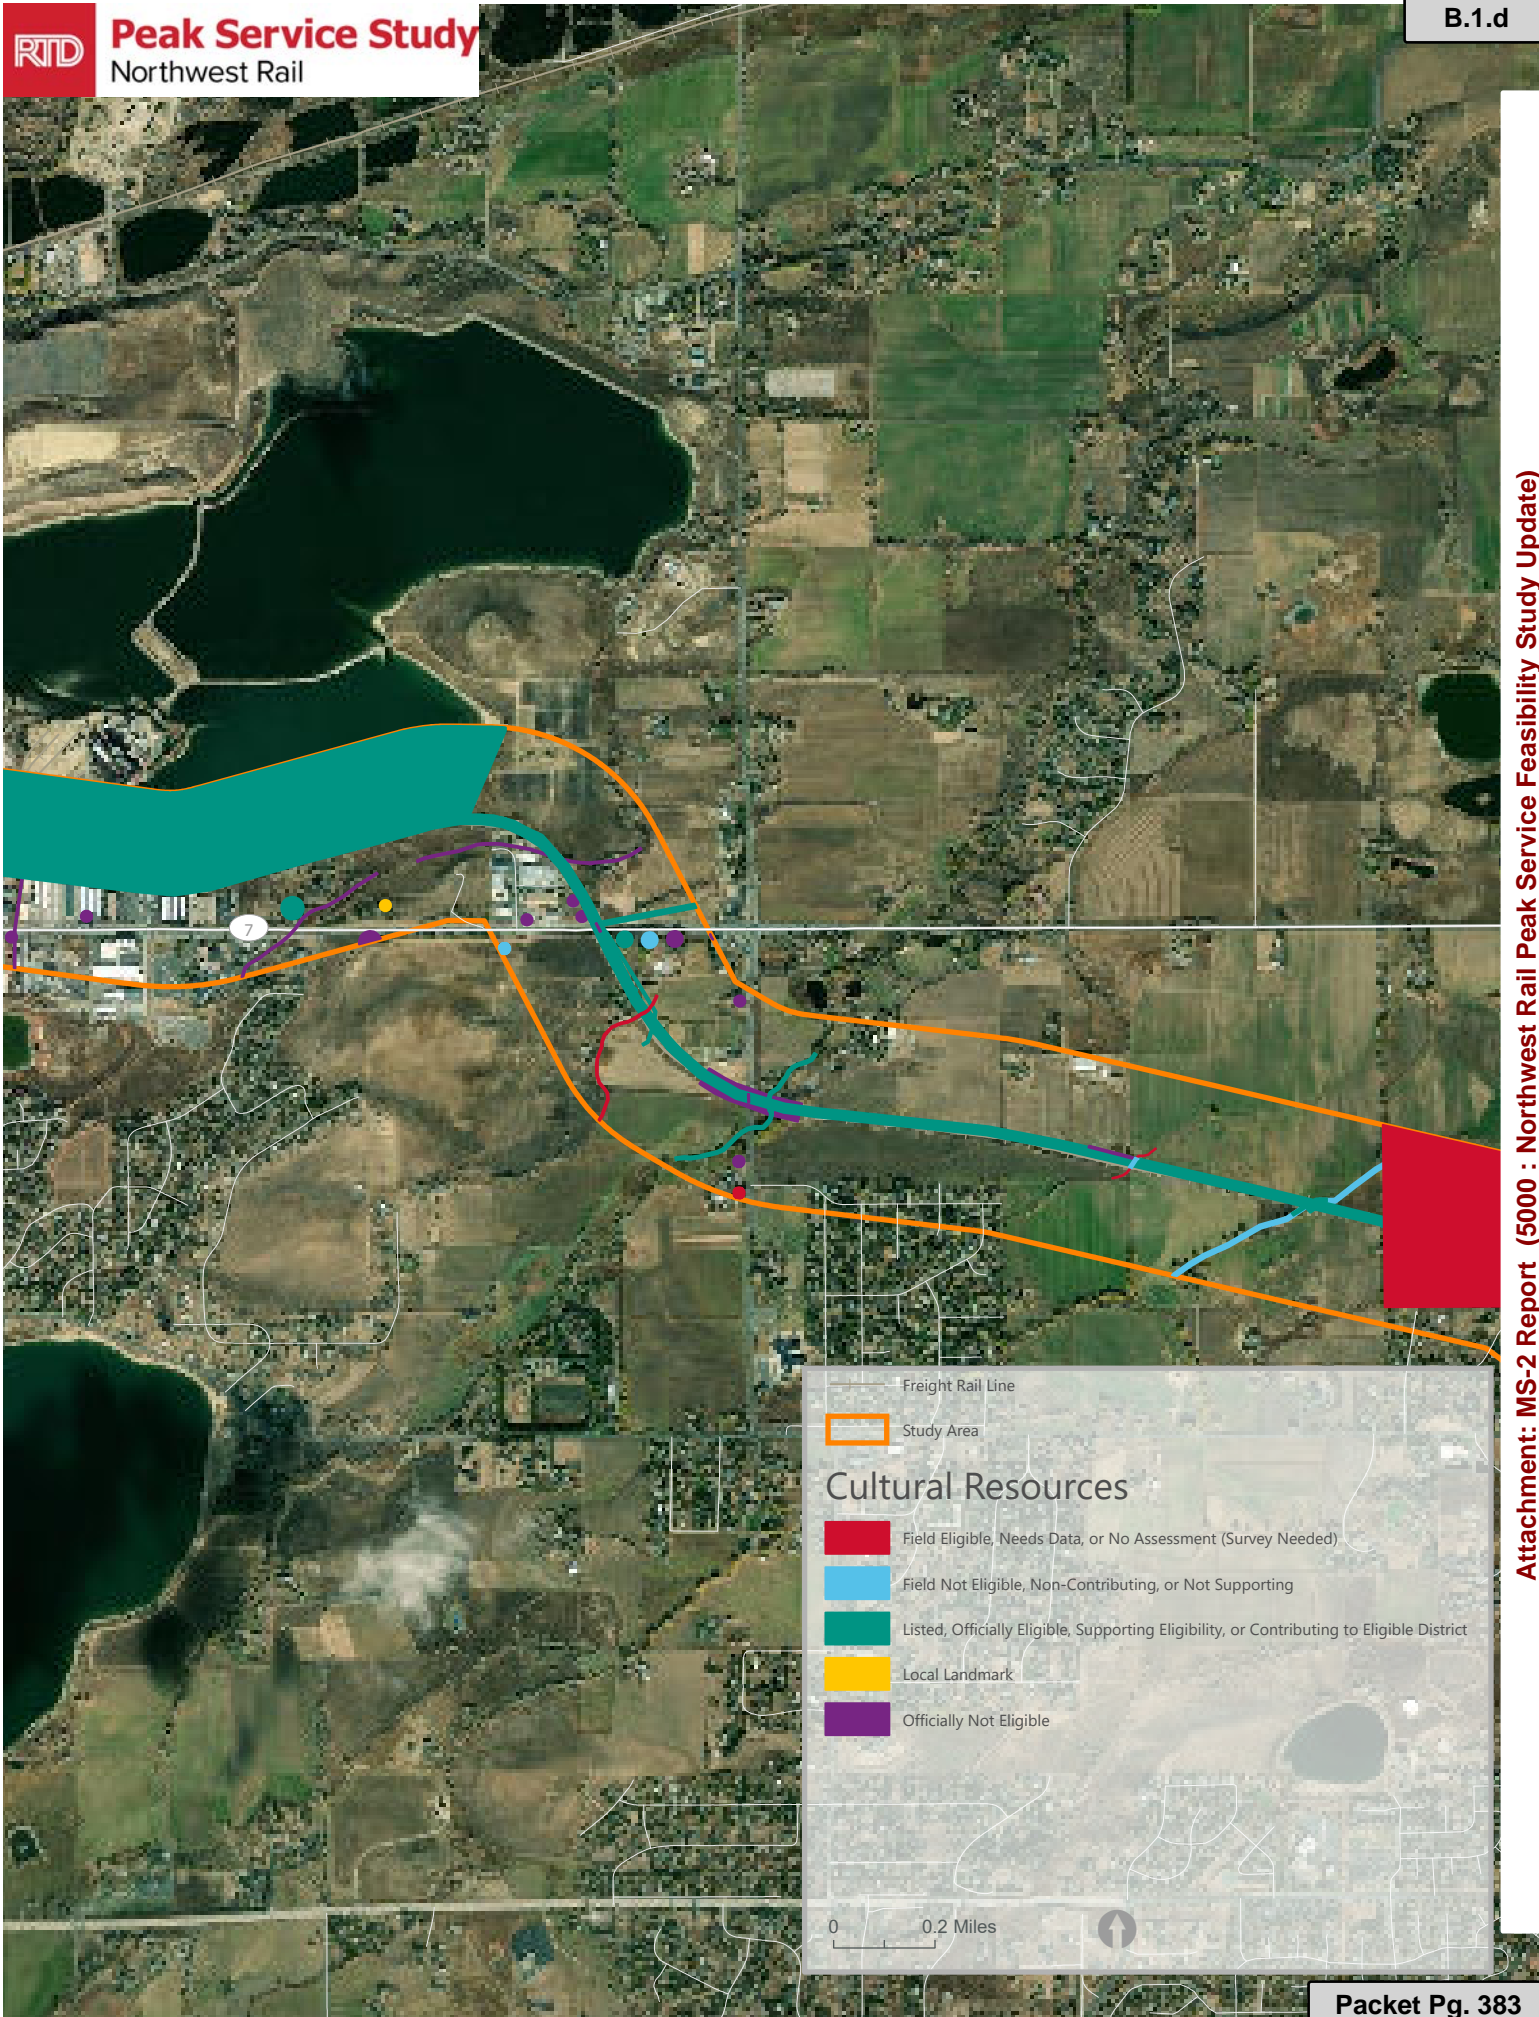 B.1.d
RTD
Peak Service Study
Northwest Rail
7
Freight Rail Line
Study Area
Cultural Resources
Field Eligible, Needs Data, or No Assessment (Survey Needed)
Field Not Eligible, Non-Contributing, or Not Supporting
Listed, Officially Eligible, Supporting Eligibility, or Contributing to Eligible District
Local Landmark
Officially Not Eligible
0 0.2 Miles
Attachment: MS-2 Report (5000 : Northwest Rail Peak Service Feasibility Study Update)
Packet Pg. 383